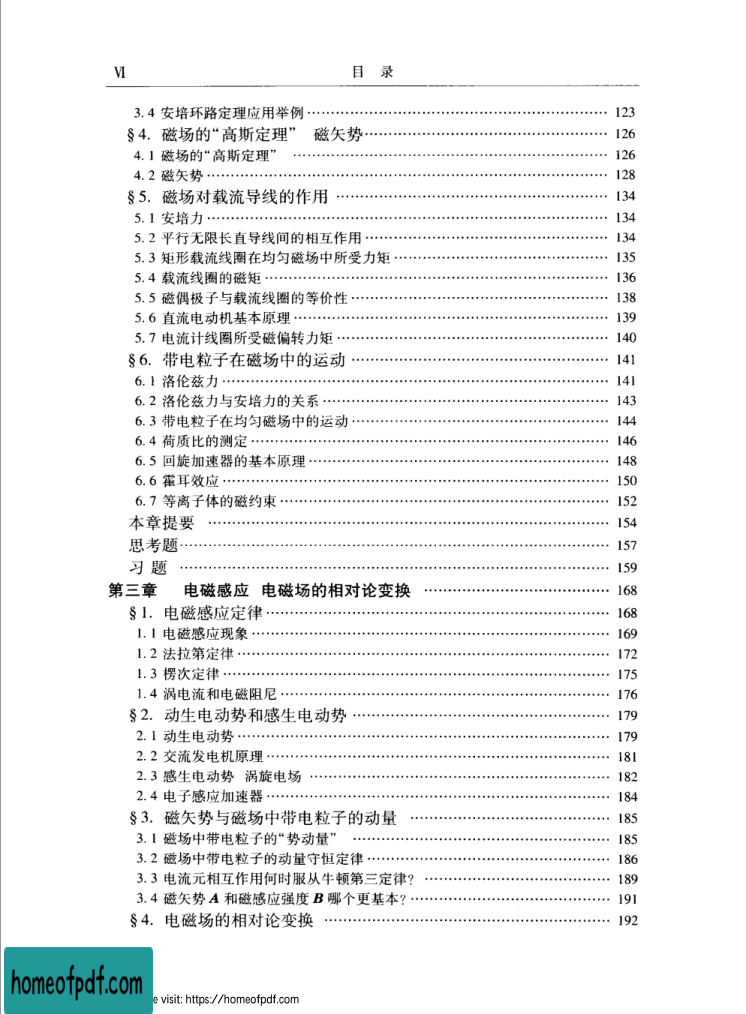 Ⅵ 目 录
3.4 安培环路定理应用举例 …… 123
§4. 磁场的“高斯定理” 磁矢势 …… 126
4.1 磁场的“高斯定理” …… 126
4.2 磁矢势 …… 128
§5. 磁场对载流导线的作用 …… 134
5.1 安培力 …… 134
5.2 平行无限长直导线间的相互作用 …… 134
5.3 矩形载流线圈在均匀磁场中所受力矩 …… 135
5.4 载流线圈的磁矩 …… 136
5.5 磁偶极子与载流线圈的等价性 …… 138
5.6 直流电动机基本原理 …… 139
5.7 电流计线圈所受磁偏转力矩 …… 140
§6. 带电粒子在磁场中的运动 …… 141
6.1 洛伦兹力 …… 141
6.2 洛伦兹力与安培力的关系 …… 143
6.3 带电粒子在均匀磁场中的运动 …… 144
6.4 荷质比的测定 …… 146
6.5 回旋加速器的基本原理 …… 148
6.6 霍耳效应 …… 150
6.7 等离子体的磁约束 …… 152
本章提要 …… 154
思考题 …… 157
习 题 …… 159
第三章 电磁感应 电磁场的相对论变换 …… 168
§1. 电磁感应定律 …… 168
1.1 电磁感应现象 …… 169
1.2 法拉第定律 …… 172
1.3 楞次定律 …… 175
1.4 涡电流和电磁阻尼 …… 176
§2. 动生电动势和感生电动势 …… 179
2.1 动生电动势 …… 179
2.2 交流发电机原理 …… 181
2.3 感生电动势 涡旋电场 …… 182
2.4 电子感应加速器 …… 184
§3. 磁矢势与磁场中带电粒子的动量 …… 185
3.1 磁场中带电粒子的“势动量” …… 185
3.2 磁场中带电粒子的动量守恒定律 …… 186
3.3 电流元相互作用何时服从牛顿第三定律? …… 189
3.4 磁矢势 A 和磁感应强度 B 哪个更基本? …… 191
§4. 电磁场的相对论变换 …… 192
homeofpdf.com
e visit: https://homeofpdf.com